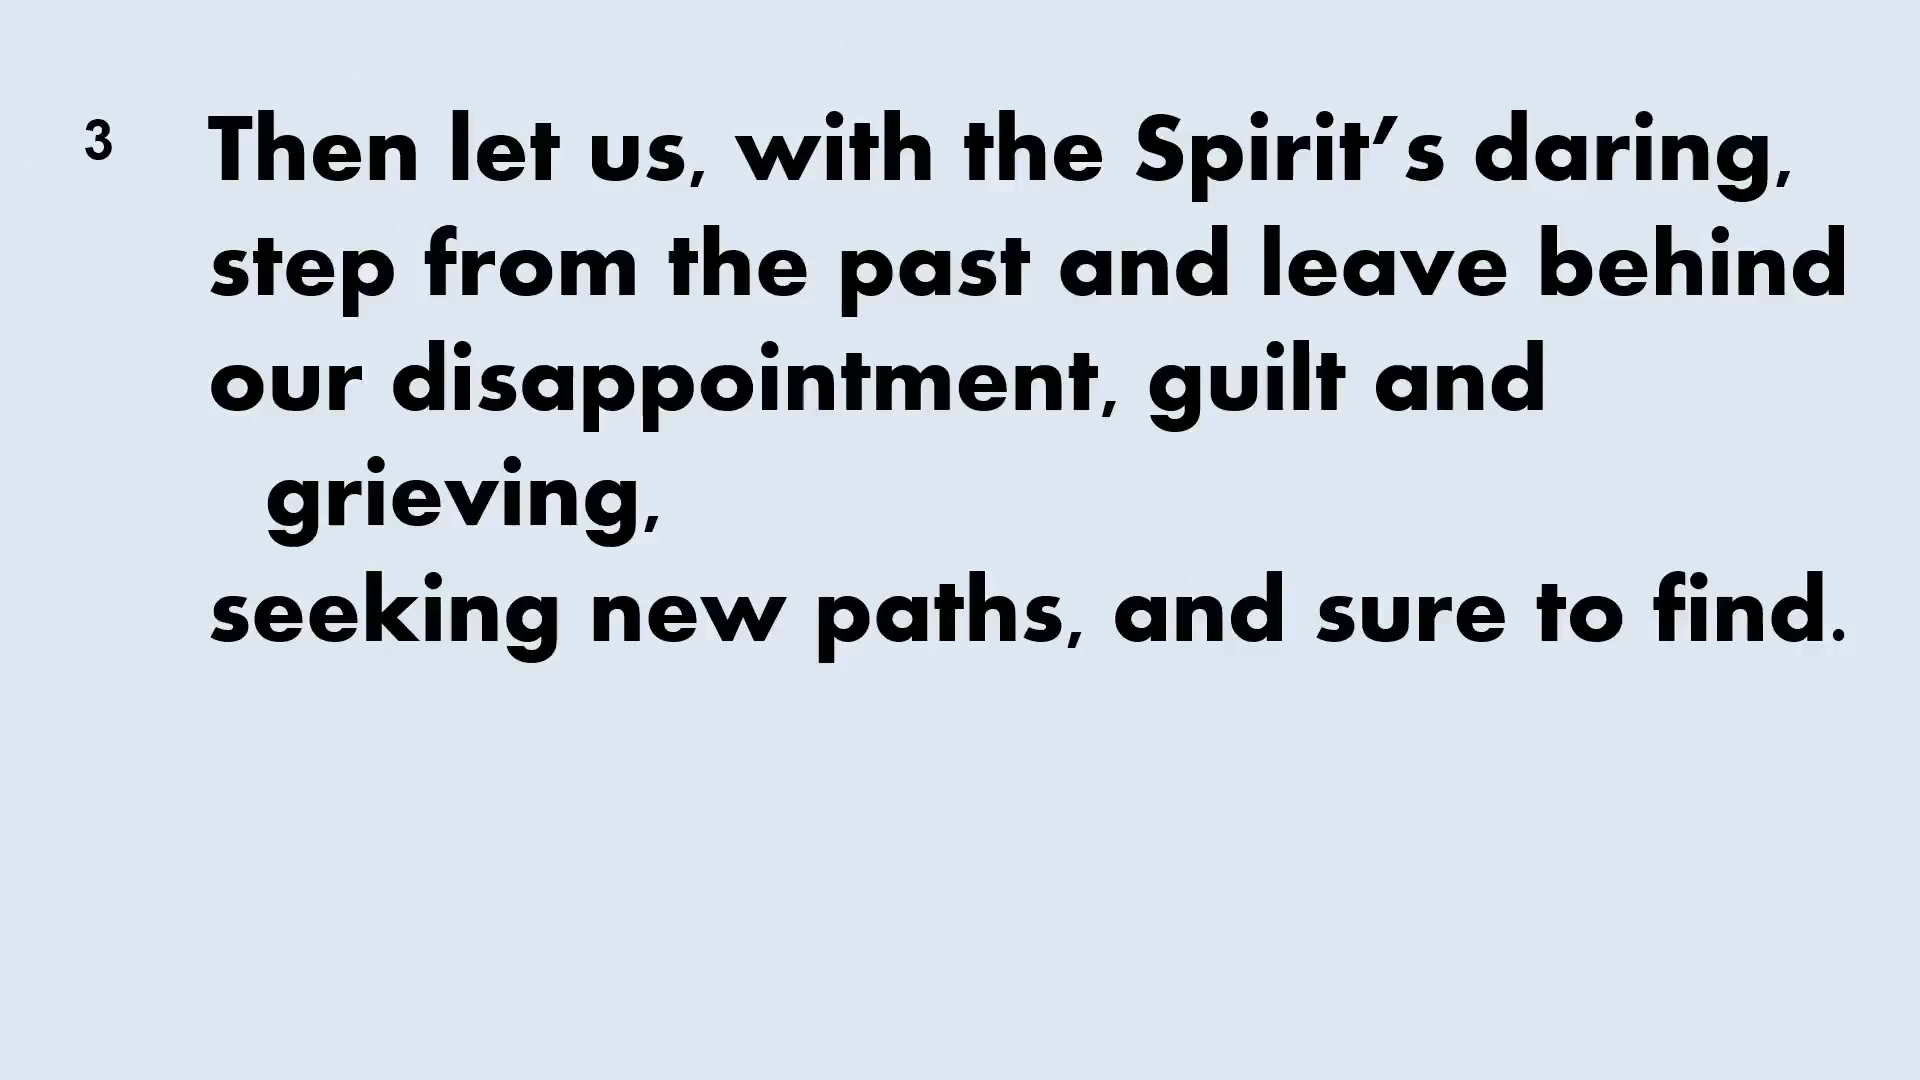 3 Then let us, with the Spirit’s daring,
step from the past and leave behind
our disappointment, guilt and
grieving,
seeking new paths, and sure to find.